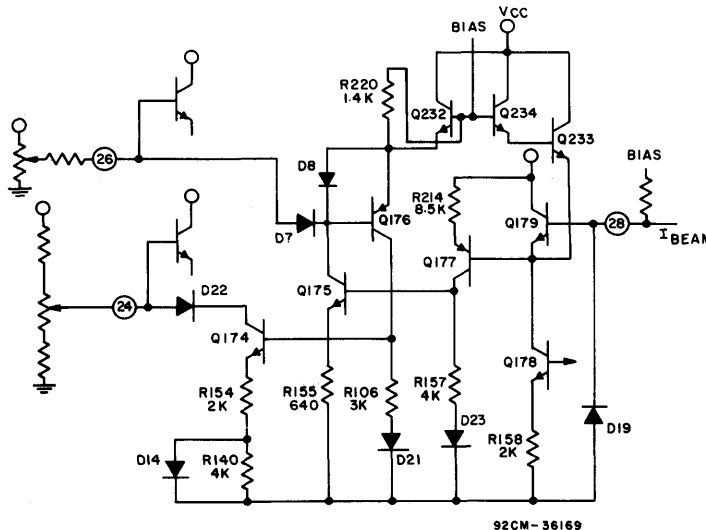 BIAS
VCC
R220
1.4K
Q232
Q234
Q233
BIAS
26
D8
R214
8.5K
Q176
Q179
28
IBEAM
D7
Q177
24
D22
Q175
Q174
Q178
R154
2K
R155
640
R106
3K
R157
4K
D23
R158
2K
D19
D14
R140
4K
D21
92CM-36169